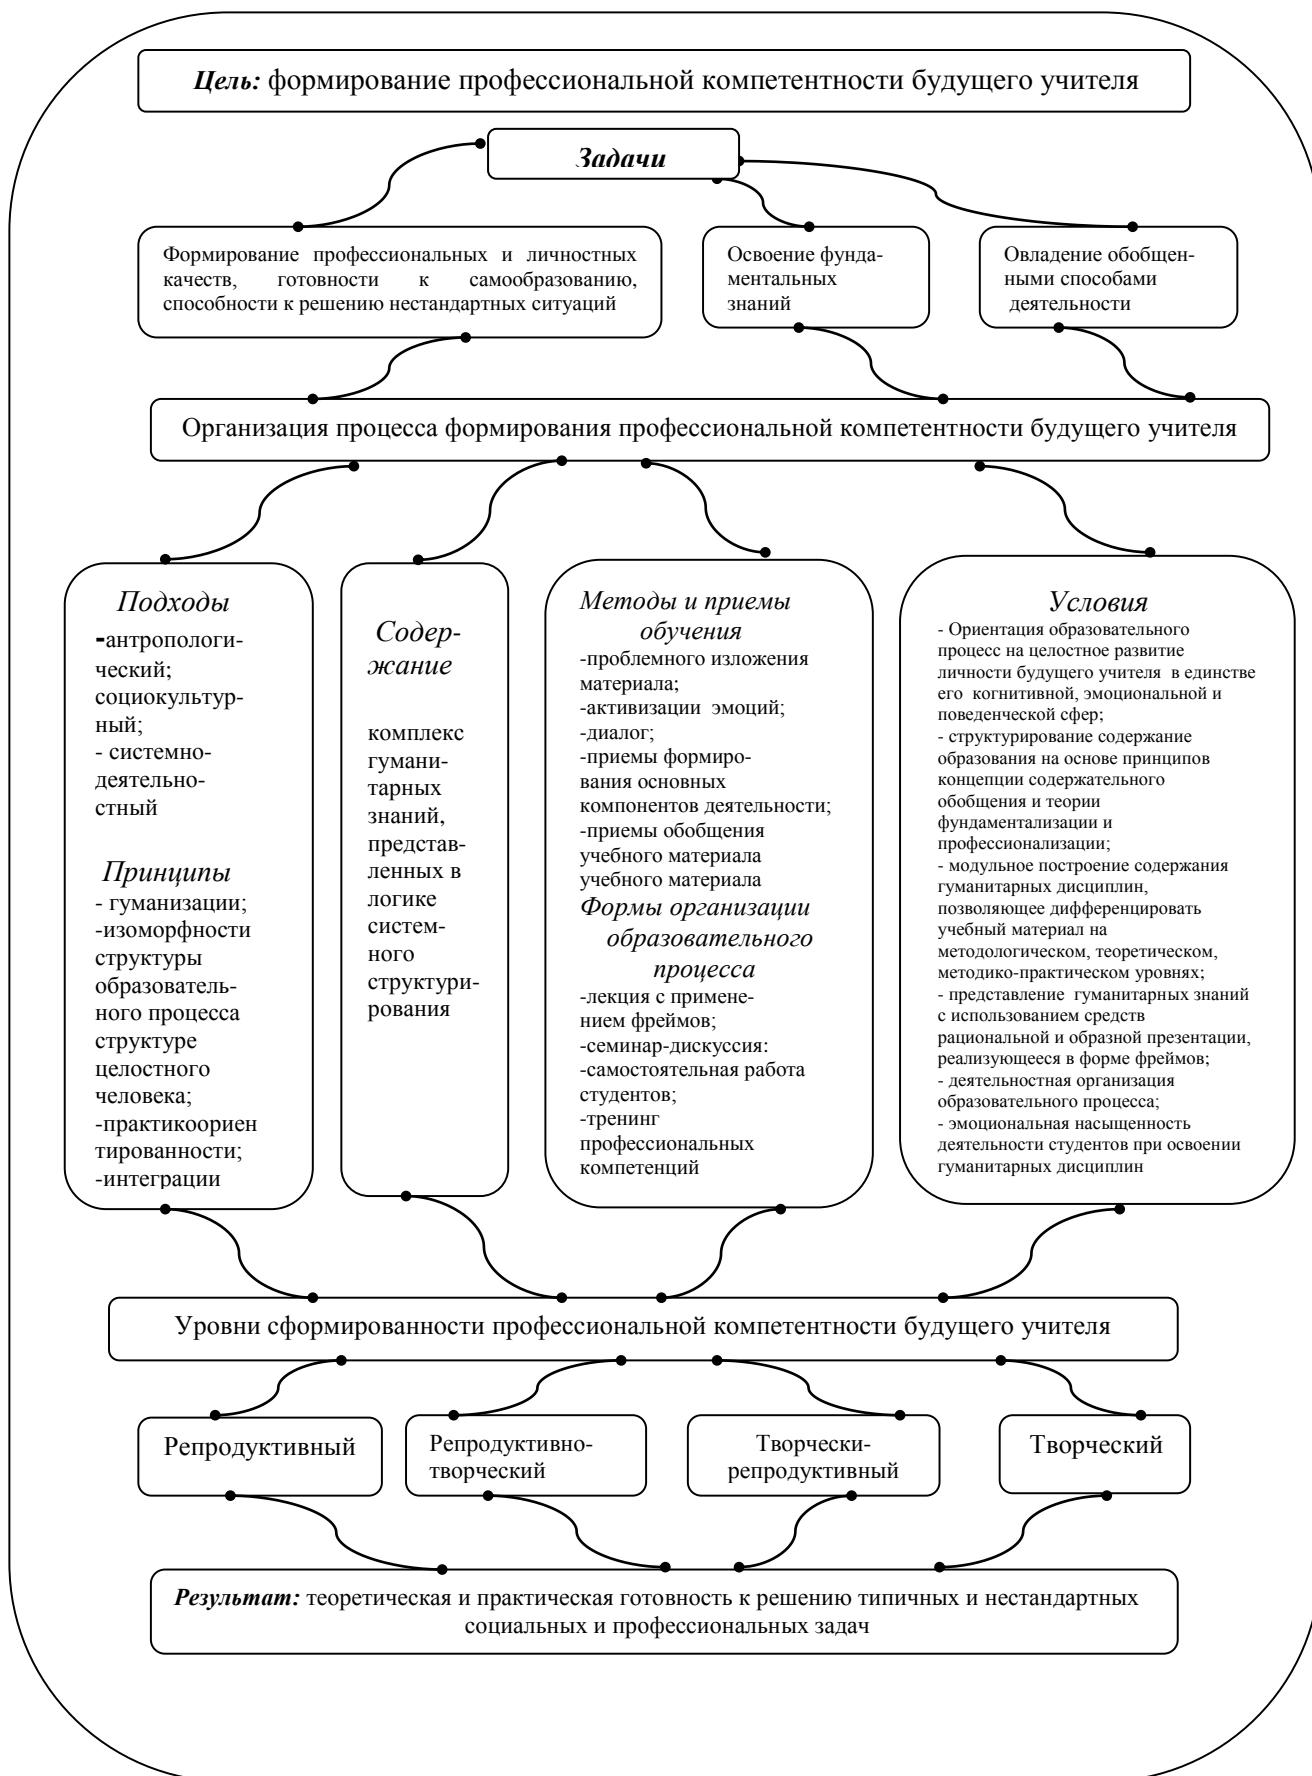 Цель: формирование профессиональной компетентности будущего учителя
Задачи
Формирование профессиональных и личностных
качеств, готовности к самообразованию,
способности к решению нестандартных ситуаций
Освоение фунда-
ментальных
знаний
Овладение обобщен-
ными способами
деятельности
Организация процесса формирования профессиональной компетентности будущего учителя
Подходы
-антропологи-
ческий;
социокультур-
ный;
- системно-
деятельно-
стный
Принципы
- гуманизации;
-изоморфности
структуры
образователь-
ного процесса
структуре
целостного
человека;
-практикоориен
тированности;
-интеграции
Содер-
жание
комплекс
гумани-
тарных
знаний,
представ-
ленных в
логике
систем-
ного
структури-
рования
Методы и приемы
обучения
-проблемного изложения
материала;
-активизации эмоций;
-диалог;
-приемы формиро-
вания основных
компонентов деятельности;
-приемы обобщения
учебного материала
учебного материала
Формы организации
образовательного
процесса
-лекция с примене-
нием фреймов;
-семинар-дискуссия:
-самостоятельная работа
студентов;
-тренинг
профессиональных
компетенций
Условия
- Ориентация образовательного
процесс на целостное развитие
личности будущего учителя в единстве
его когнитивной, эмоциональной и
поведенческой сфер;
- структурирование содержание
образования на основе принципов
концепции содержательного
обобщения и теории
фундаментализации и
профессионализации;
- модульное построение содержания
гуманитарных дисциплин,
позволяющее дифференцировать
учебный материал на
методологическом, теоретическом,
методико-практическом уровнях;
- представление гуманитарных знаний
с использованием средств
рациональной и образной презентации,
реализующееся в форме фреймов;
- деятельностная организация
образовательного процесса;
- эмоциональная насыщенность
деятельности студентов при освоении
гуманитарных дисциплин
Уровни сформированности профессиональной компетентности будущего учителя
Репродуктивный
Репродуктивно-
творческий
Творчески-
репродуктивный
Творческий
Результат: теоретическая и практическая готовность к решению типичных и нестандартных
социальных и профессиональных задач